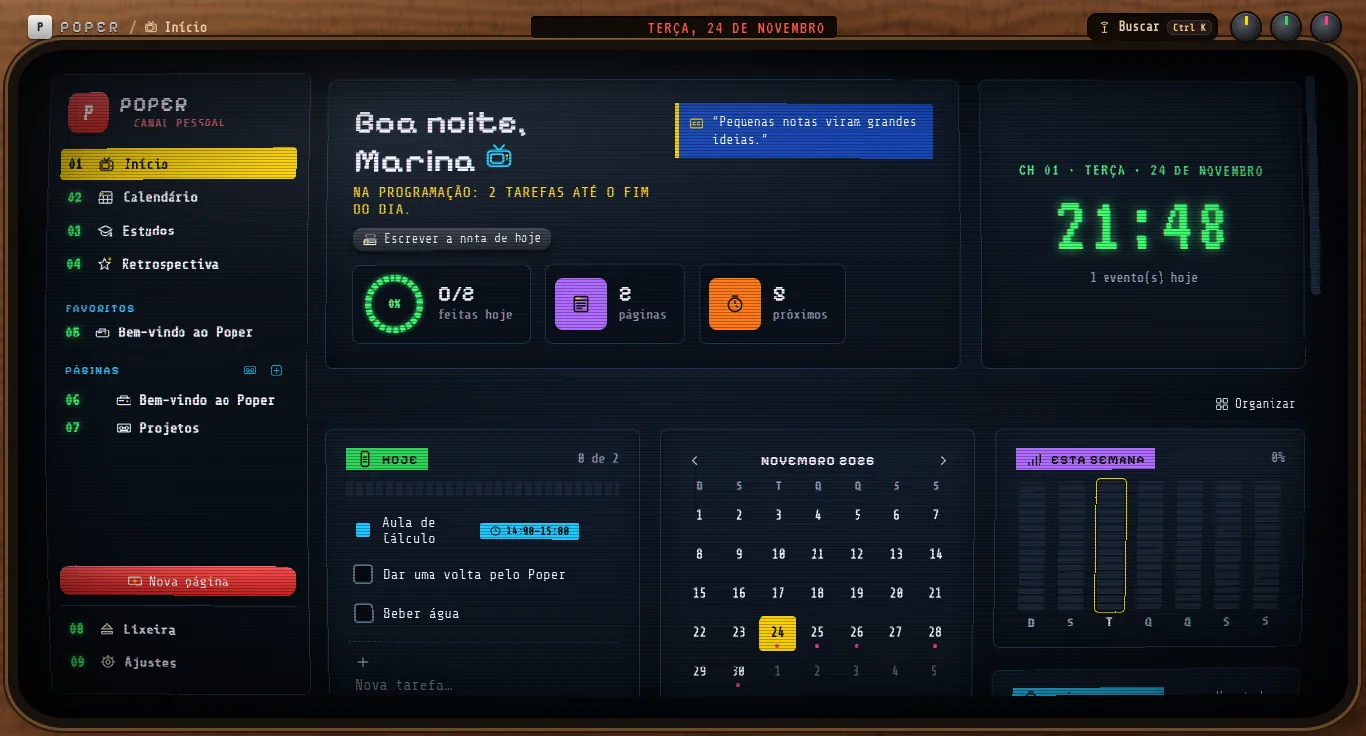 P POPER / Início
TERÇA, 24 DE NOVEMBRO
Buscar Ctrl K
P POPER
CANAL PESSOAL
01 Início
02 Calendário
03 Estudos
04 Retrospectiva
FAVORITOS
05 Bem-vindo ao Poper
PÁGINAS
06 Bem-vindo ao Poper
07 Projetos
Nova página
08 Lixeira
09 Ajustes
Boa noite,
Marina
NA PROGRAMAÇÃO: 2 TAREFAS ATÉ O FIM
DO DIA.
Escrever a nota de hoje
"Pequenas notas viram grandes
ideias."
0%
0/2
feitas hoje
2
páginas
9
próximos
CH 01 · TERÇA · 24 DE NOVEMBRO
21:48
1 evento(s) hoje
Organizar
HOJE 0 de 2
Aula de
Cálculo
14:00–15:00
Dar uma volta pelo Poper
Beber água
+
Nova tarefa…
NOVEMBRO 2026
D S T Q Q S S
1 2 3 4 5 6 7
8 9 10 11 12 13 14
15 16 17 18 19 20 21
22 23 24 25 26 27 28
29 30 1 2 3 4 5
ESTA SEMANA 0%
D S T Q Q S S